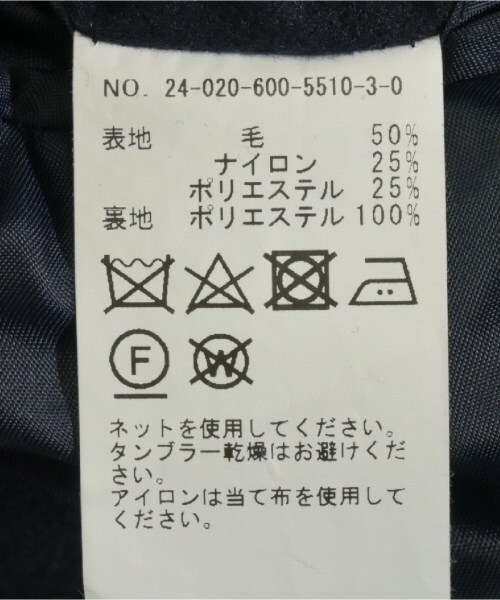 NO. 24-020-600-5510-3-0
表地 毛 50%
ナイロン 25%
ポリエステル 25%
裏地 ポリエステル 100%
F W
ネットを使用してください。
タンブラー乾燥はお避けくだ
さい。
アイロンは当て布を使用して
ください。